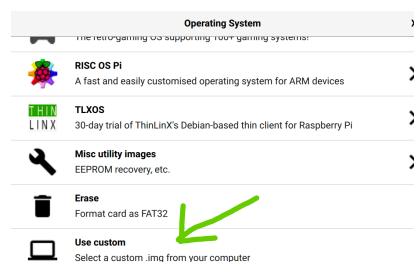 Operating System
The retro-gaming OS supporting 100+ gaming systems!
RISC OS Pi
A fast and easily customised operating system for ARM devices
THIN
LINX
TLXOS
30-day trial of ThinLinX's Debian-based thin client for Raspberry Pi
Misc utility images
EEPROM recovery, etc.
Erase
Format card as FAT32
Use custom
Select a custom .img from your computer